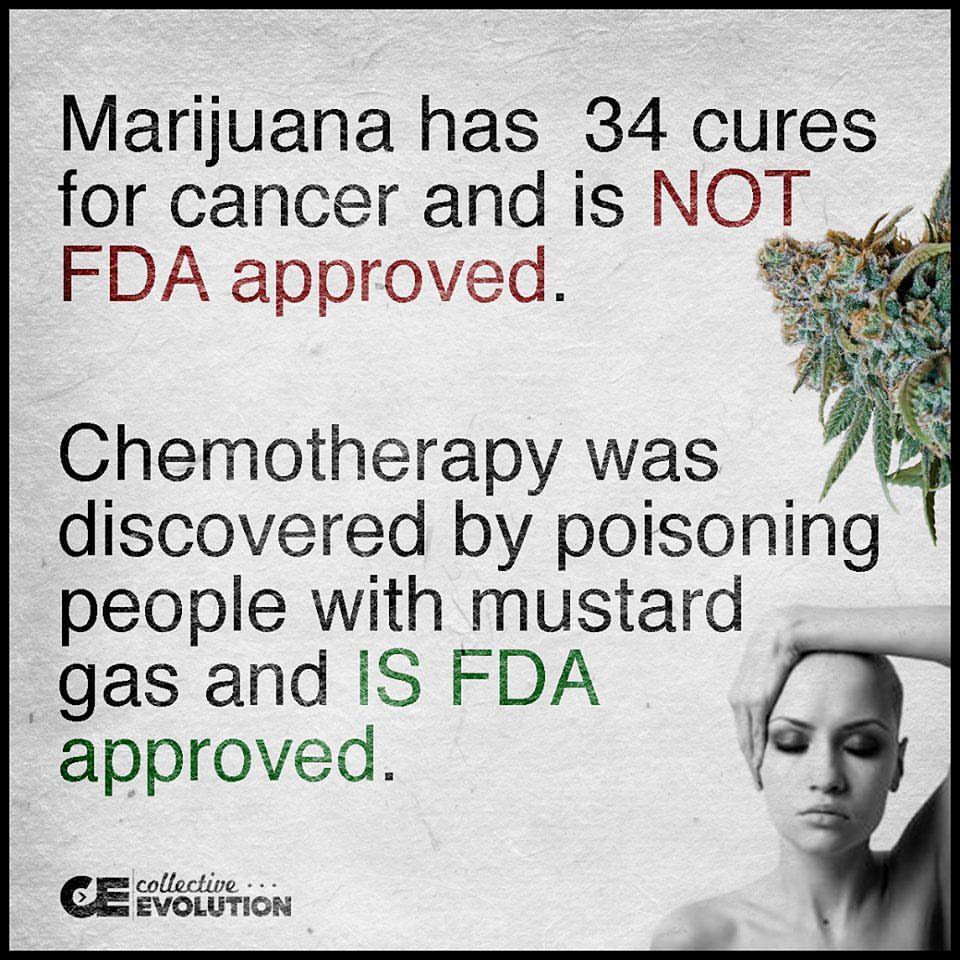 Marijuana has 34 cures
for cancer and is NOT
FDA approved.
Chemotherapy was
discovered by poisoning
people with mustard
gas and IS FDA
approved.
CE collective ...
EVOLUTION